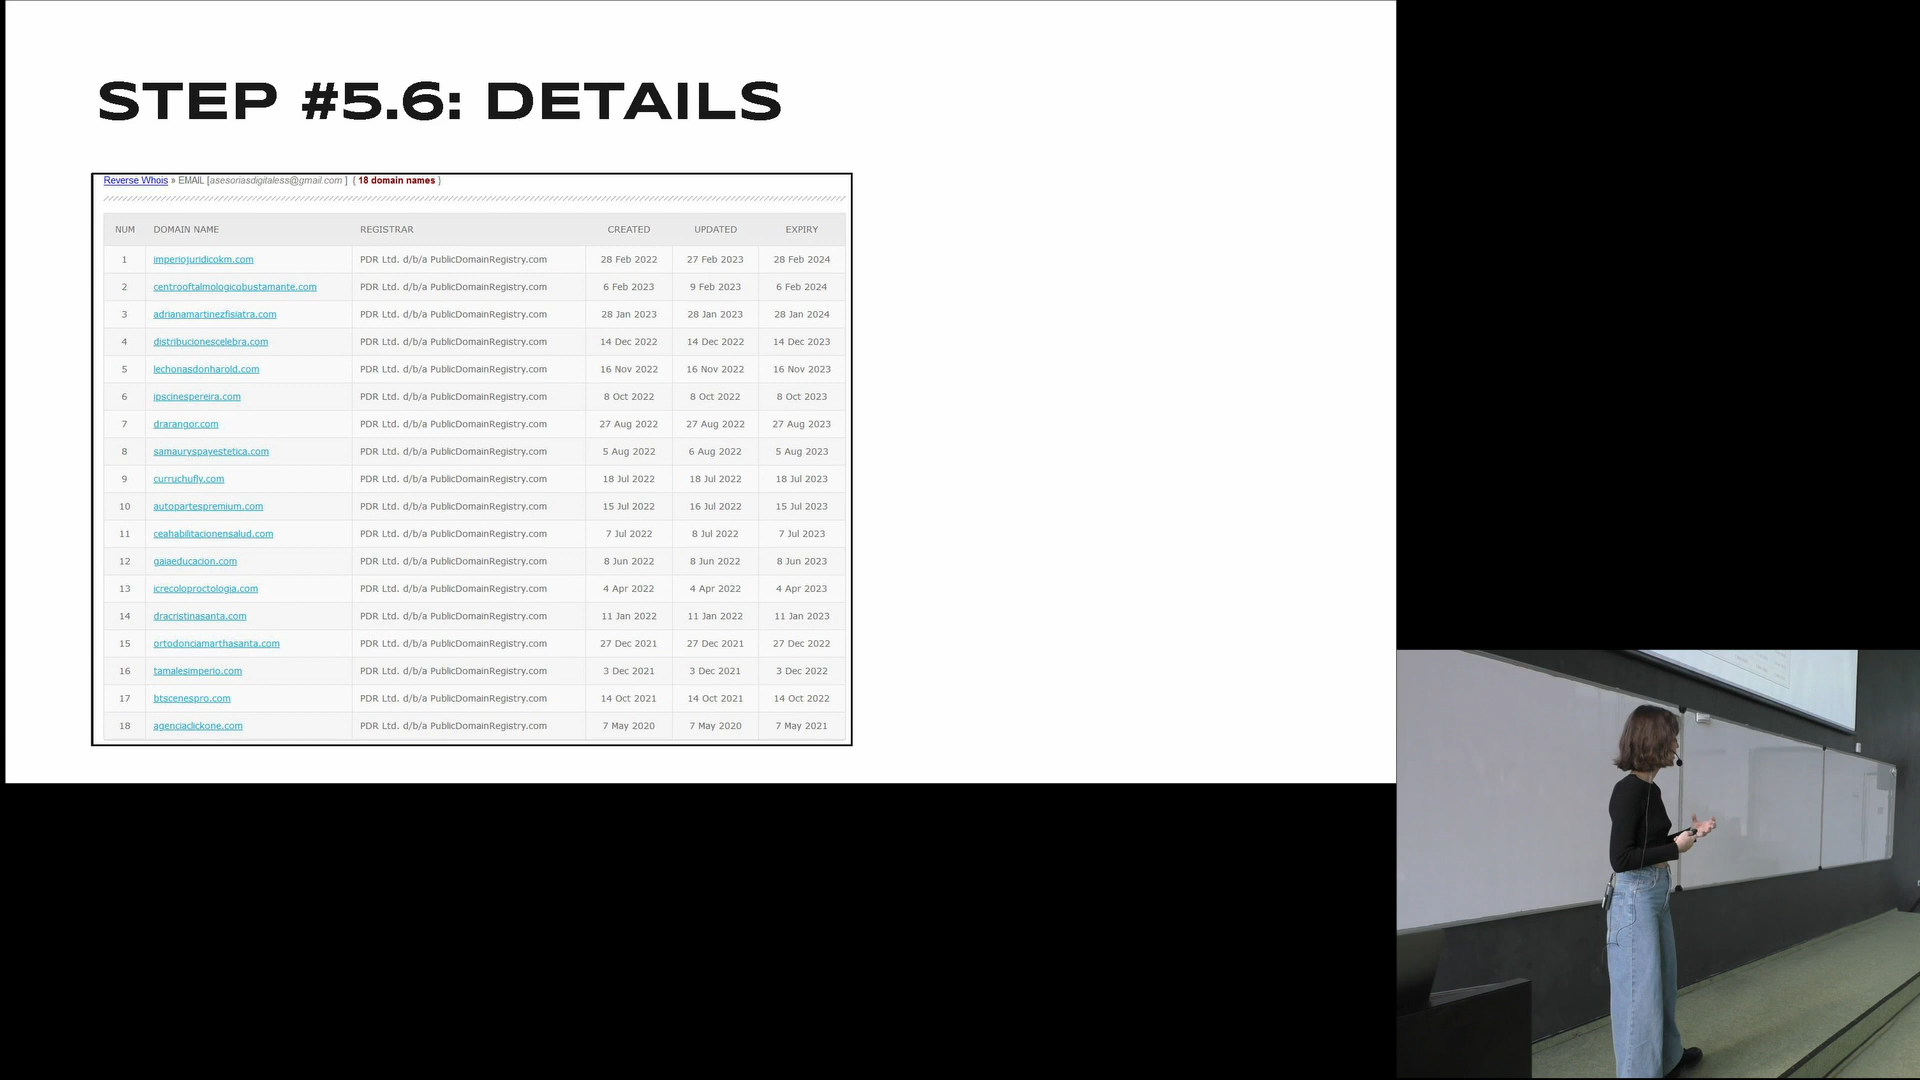 STEP #5.6: DETAILS
Reverse Whois » EMAIL [asesoriasdigitaless@gmail.com ] { 18 domain names }
NUM DOMAIN NAME REGISTRAR CREATED UPDATED EXPIRY
1 imperiojuridicokm.com PDR Ltd. d/b/a PublicDomainRegistry.com 28 Feb 2022 27 Feb 2023 28 Feb 2024
2 centrooftalmologicobustamante.com PDR Ltd. d/b/a PublicDomainRegistry.com 6 Feb 2023 9 Feb 2023 6 Feb 2024
3 adrianamartinezfisiatra.com PDR Ltd. d/b/a PublicDomainRegistry.com 28 Jan 2023 28 Jan 2023 28 Jan 2024
4 distribucionescelebra.com PDR Ltd. d/b/a PublicDomainRegistry.com 14 Dec 2022 14 Dec 2022 14 Dec 2023
5 lechonasdonharold.com PDR Ltd. d/b/a PublicDomainRegistry.com 16 Nov 2022 16 Nov 2022 16 Nov 2023
6 ipscinespereira.com PDR Ltd. d/b/a PublicDomainRegistry.com 8 Oct 2022 8 Oct 2022 8 Oct 2023
7 drarangor.com PDR Ltd. d/b/a PublicDomainRegistry.com 27 Aug 2022 27 Aug 2022 27 Aug 2023
8 samauryspayestetica.com PDR Ltd. d/b/a PublicDomainRegistry.com 5 Aug 2022 6 Aug 2022 5 Aug 2023
9 curruchufly.com PDR Ltd. d/b/a PublicDomainRegistry.com 18 Jul 2022 18 Jul 2022 18 Jul 2023
10 autopartespremium.com PDR Ltd. d/b/a PublicDomainRegistry.com 15 Jul 2022 16 Jul 2022 15 Jul 2023
11 ceahabilitacionensalud.com PDR Ltd. d/b/a PublicDomainRegistry.com 7 Jul 2022 8 Jul 2022 7 Jul 2023
12 gaiaeducacion.com PDR Ltd. d/b/a PublicDomainRegistry.com 8 Jun 2022 8 Jun 2022 8 Jun 2023
13 icrecoloproctologia.com PDR Ltd. d/b/a PublicDomainRegistry.com 4 Apr 2022 4 Apr 2022 4 Apr 2023
14 dracristinasanta.com PDR Ltd. d/b/a PublicDomainRegistry.com 11 Jan 2022 11 Jan 2022 11 Jan 2023
15 ortodonciamarthasanta.com PDR Ltd. d/b/a PublicDomainRegistry.com 27 Dec 2021 27 Dec 2021 27 Dec 2022
16 tamalesimperio.com PDR Ltd. d/b/a PublicDomainRegistry.com 3 Dec 2021 3 Dec 2021 3 Dec 2022
17 btscenespro.com PDR Ltd. d/b/a PublicDomainRegistry.com 14 Oct 2021 14 Oct 2021 14 Oct 2022
18 agenciaclickone.com PDR Ltd. d/b/a PublicDomainRegistry.com 7 May 2020 7 May 2020 7 May 2021